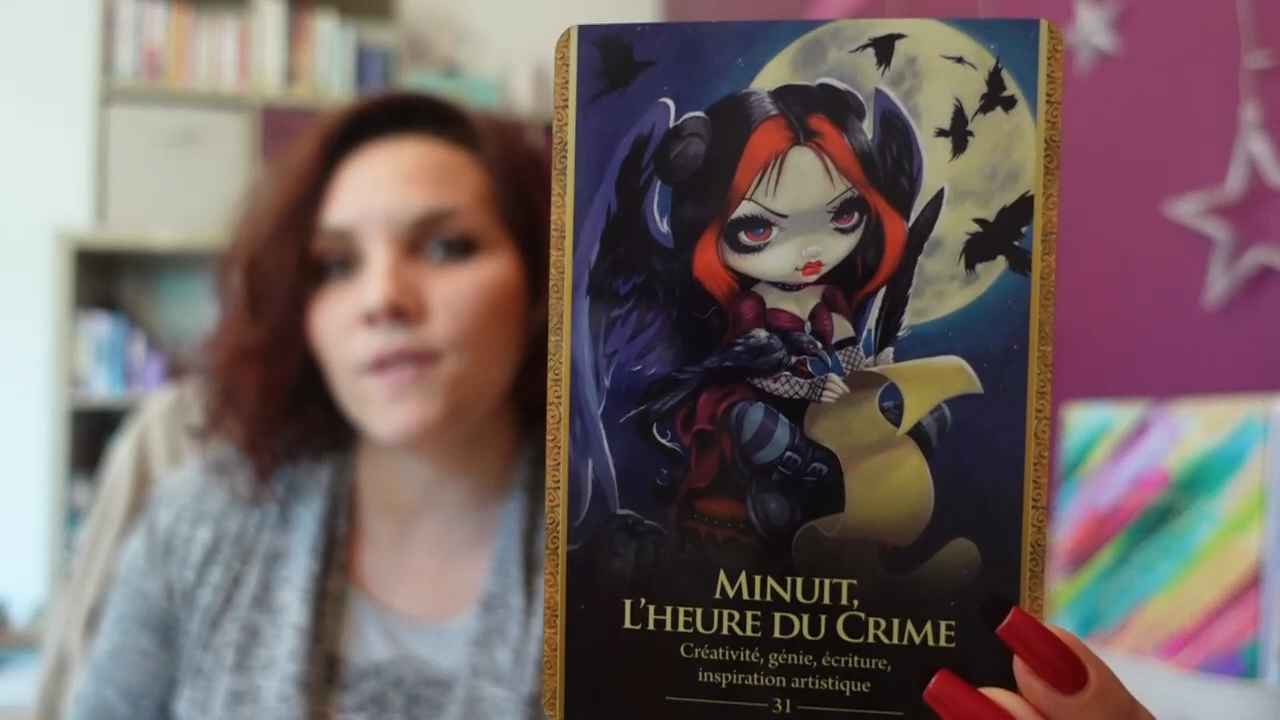 Minuit,
L'heure du Crime
Créativité, génie, écriture,
inspiration artistique
31